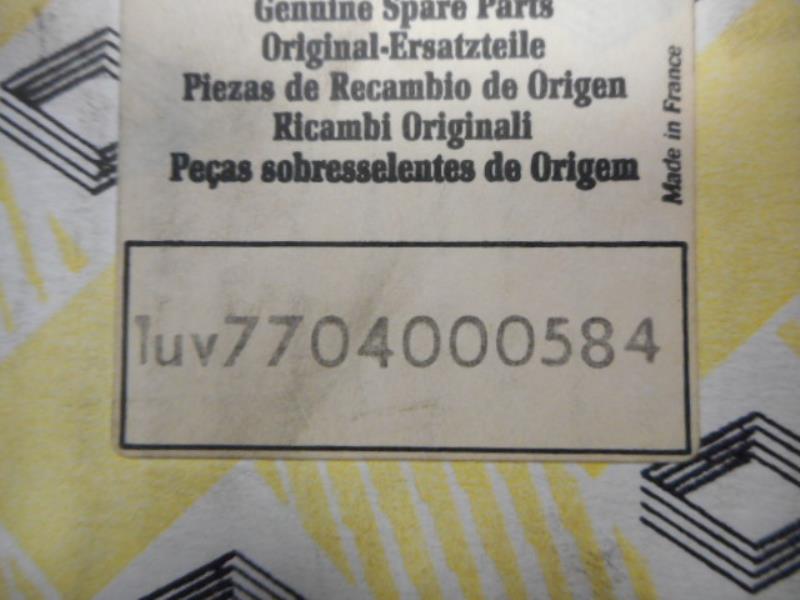 Genuine Spare Parts
Original-Ersatzteile
Piezas de Recambio de Origen
Ricambi Originali
Peças sobresselentes de Origem
Made in France
1uv7704000584